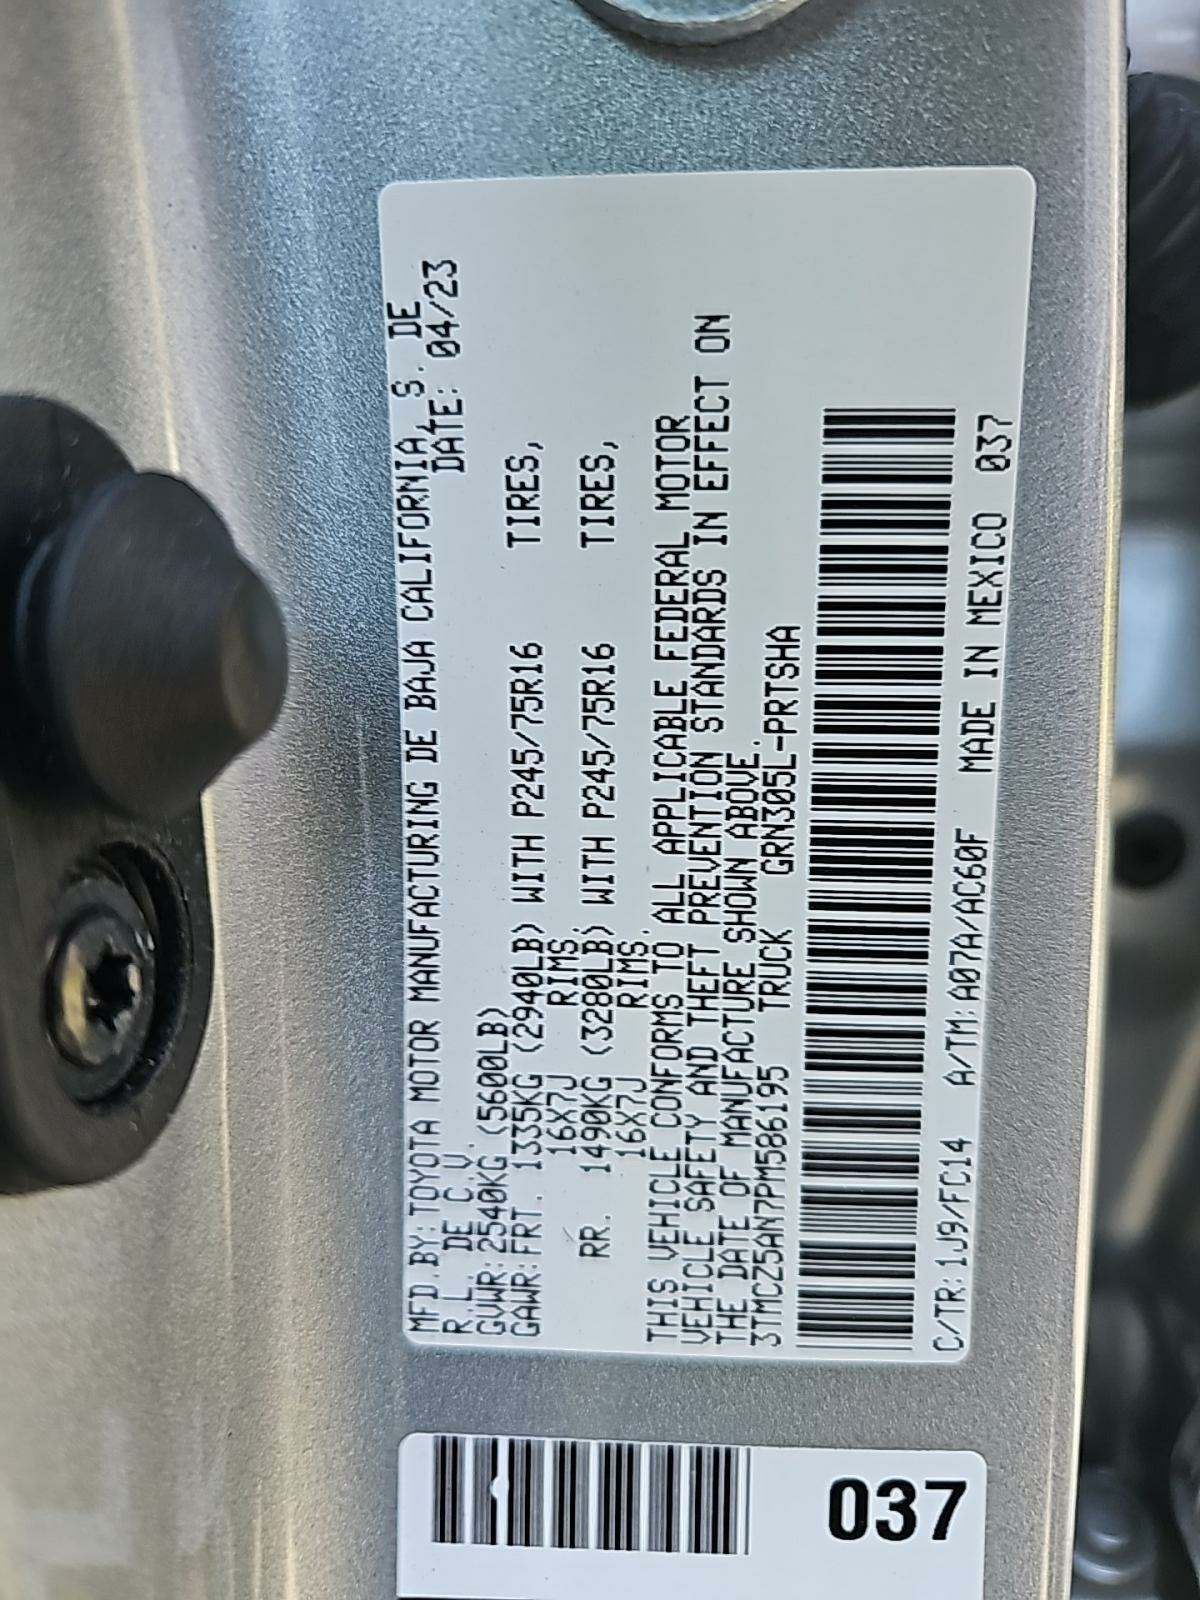 MFD.BY:TOYOTA MOTOR MANUFACTURING DE BAJA CALIFORNIA, S. DE
R.L. DE C.V. DATE: 04/23
GVWR:2540KG (5600LB)
GAWR:FRT. 1335KG (2940LB) WITH P245/75R16 TIRES,
16X7J RIMS,
RR. 1490KG (3280LB) WITH P245/75R16 TIRES,
16X7J RIMS.
THIS VEHICLE CONFORMS TO ALL APPLICABLE FEDERAL MOTOR
VEHICLE SAFETY AND THEFT PREVENTION STANDARDS IN EFFECT ON
THE DATE OF MANUFACTURE SHOWN ABOVE.
3TMCZ5AN7PM586195 TRUCK GRN305L-PRTSHA
C/TR:1J9/FC14 A/TM:A07A/AC60F MADE IN MEXICO 037
037